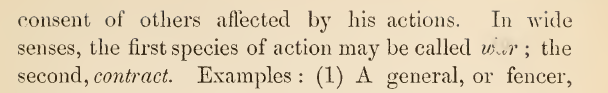 consent of others affected by his actions. In wide
senses, the first species of action may be called war; the
second, contract. Examples: (1) A general, or fencer,